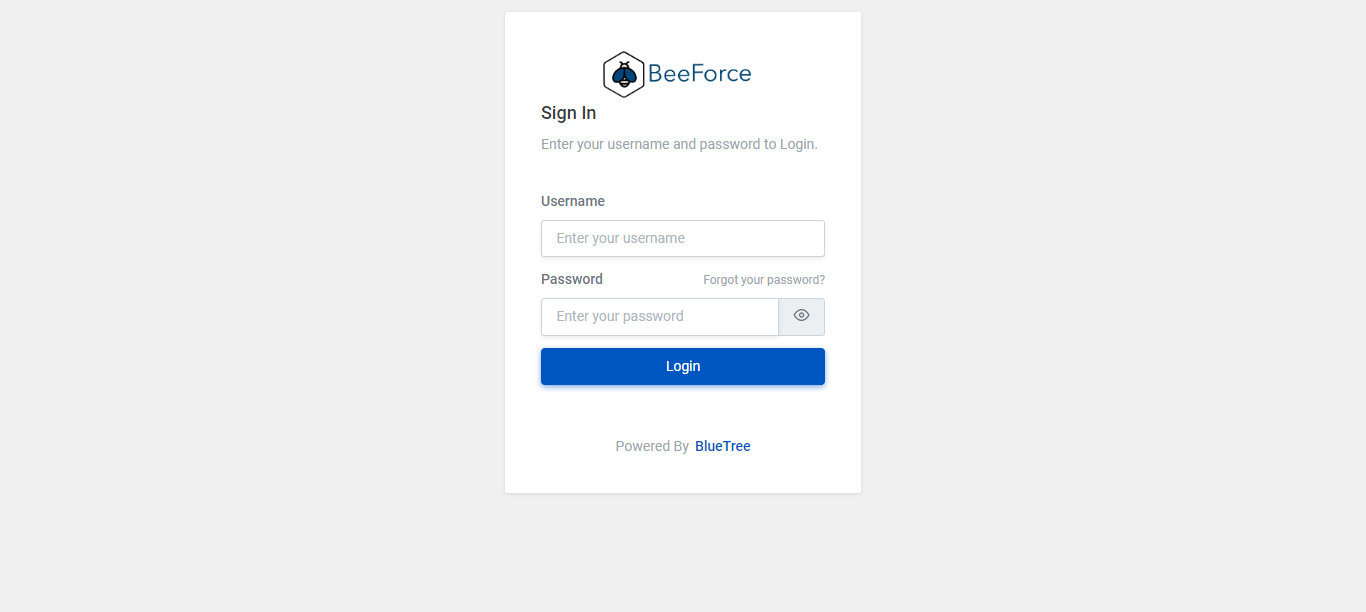 BeeForce
Sign In
Enter your username and password to Login.
Username
Enter your username
Password Forgot your password?
Enter your password
Login
Powered By BlueTree